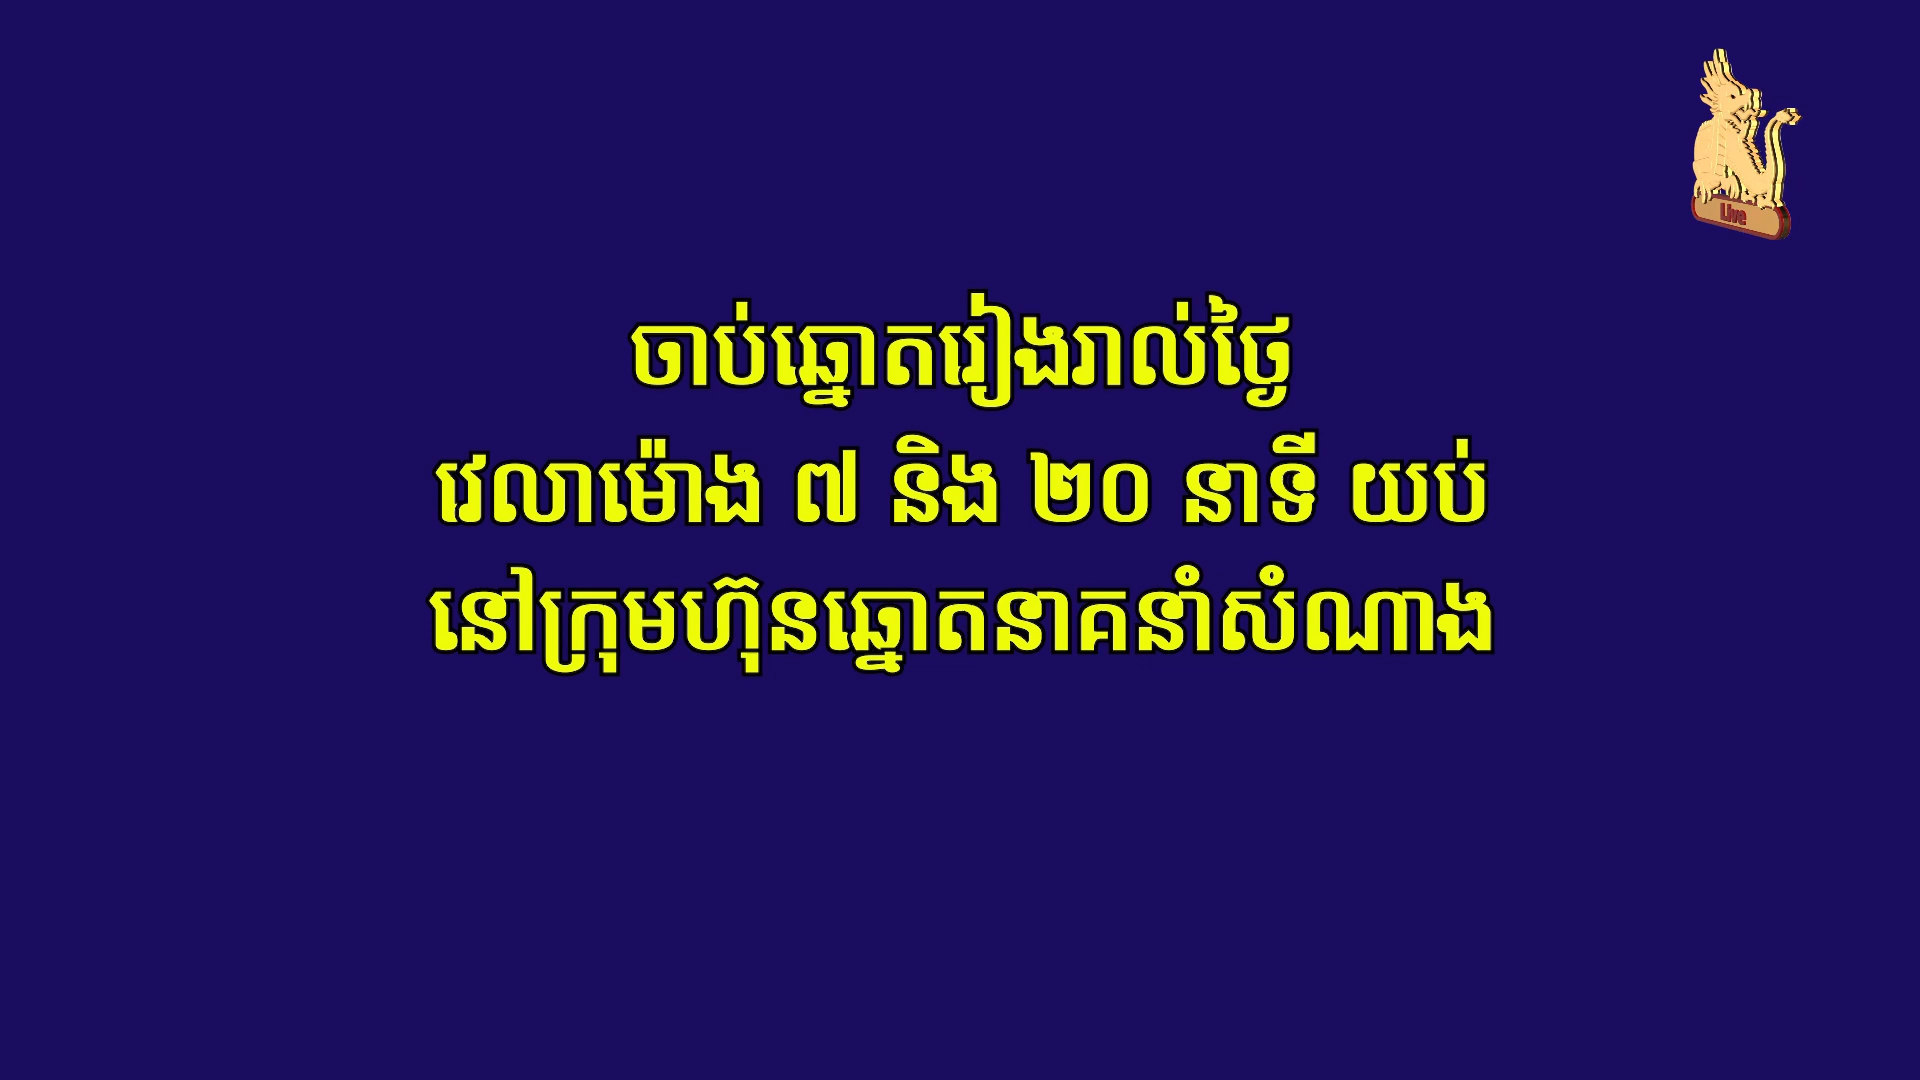 Live
ចាប់ឆ្នោតរៀងរាល់ថ្ងៃ
វេលាម៉ោង ៧ និង ២០ នាទី យប់
នៅក្រុមហ៊ុនឆ្នោតនាគនាំសំណាង